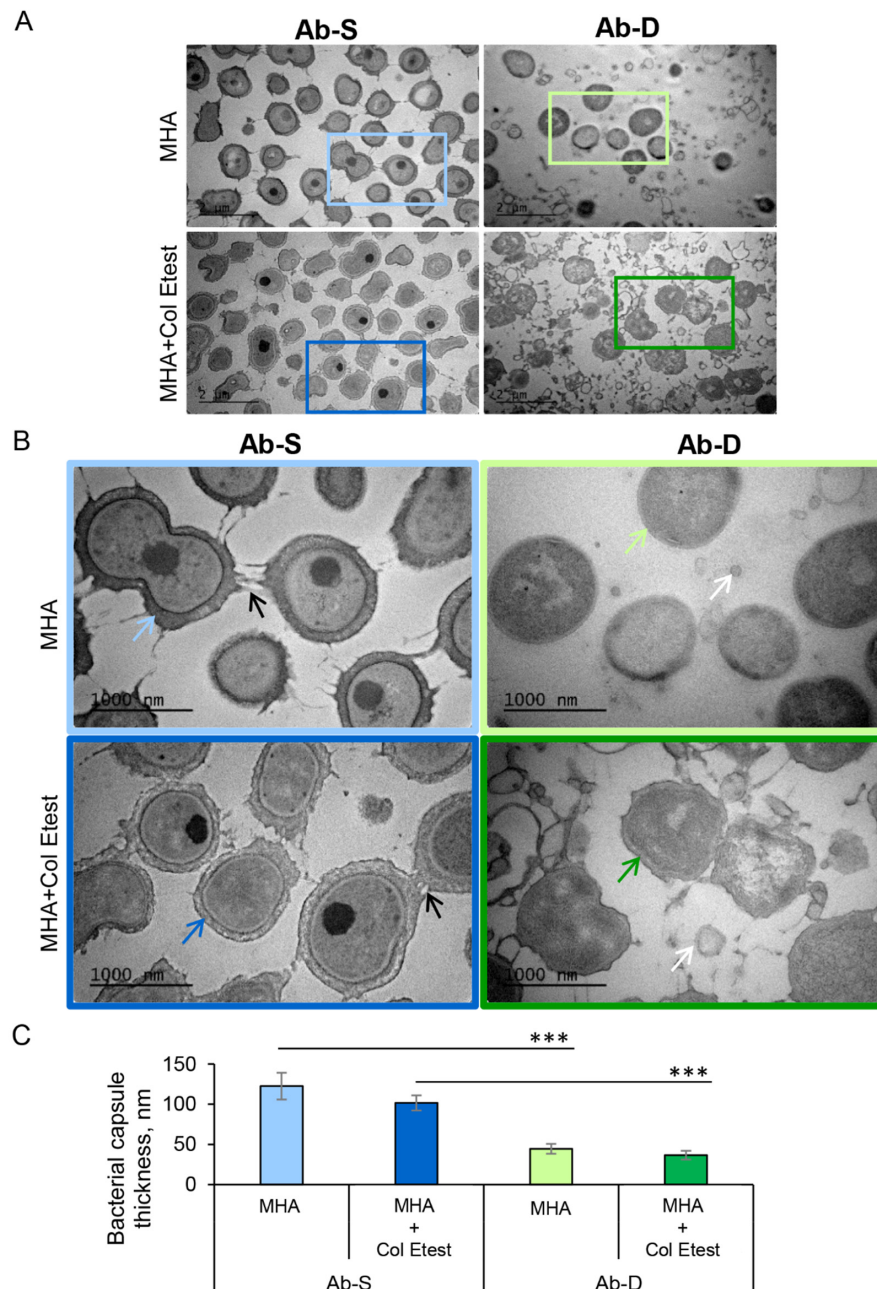 A
Ab-S Ab-D
MHA
2 µm 2 µm
MHA+Col Etest
2 µm 2 µm
B
Ab-S Ab-D
MHA
1000 nm 1000 nm
MHA+Col Etest
1000 nm 1000 nm
C
Bacterial capsule
thickness, nm
150
100
50
0
***
***
MHA MHA MHA MHA
+ +
Col Etest Col Etest
Ab-S Ab-D